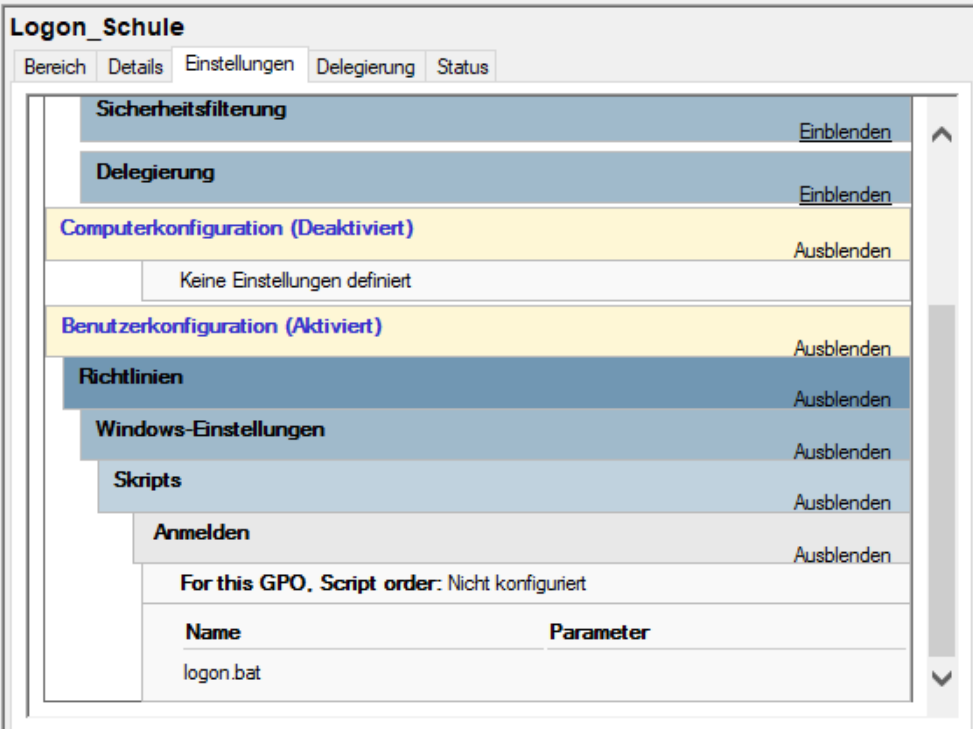 Logon_Schule
Bereich Details Einstellungen Delegierung Status
Sicherheitsfilterung
Einblenden
Delegierung
Einblenden
Computerkonfiguration (Deaktiviert)
Ausblenden
Keine Einstellungen definiert
Benutzerkonfiguration (Aktiviert)
Ausblenden
Richtlinien
Ausblenden
Windows-Einstellungen
Ausblenden
Skripts
Ausblenden
Anmelden
Ausblenden
For this GPO, Script order: Nicht konfiguriert
Name Parameter
logon.bat